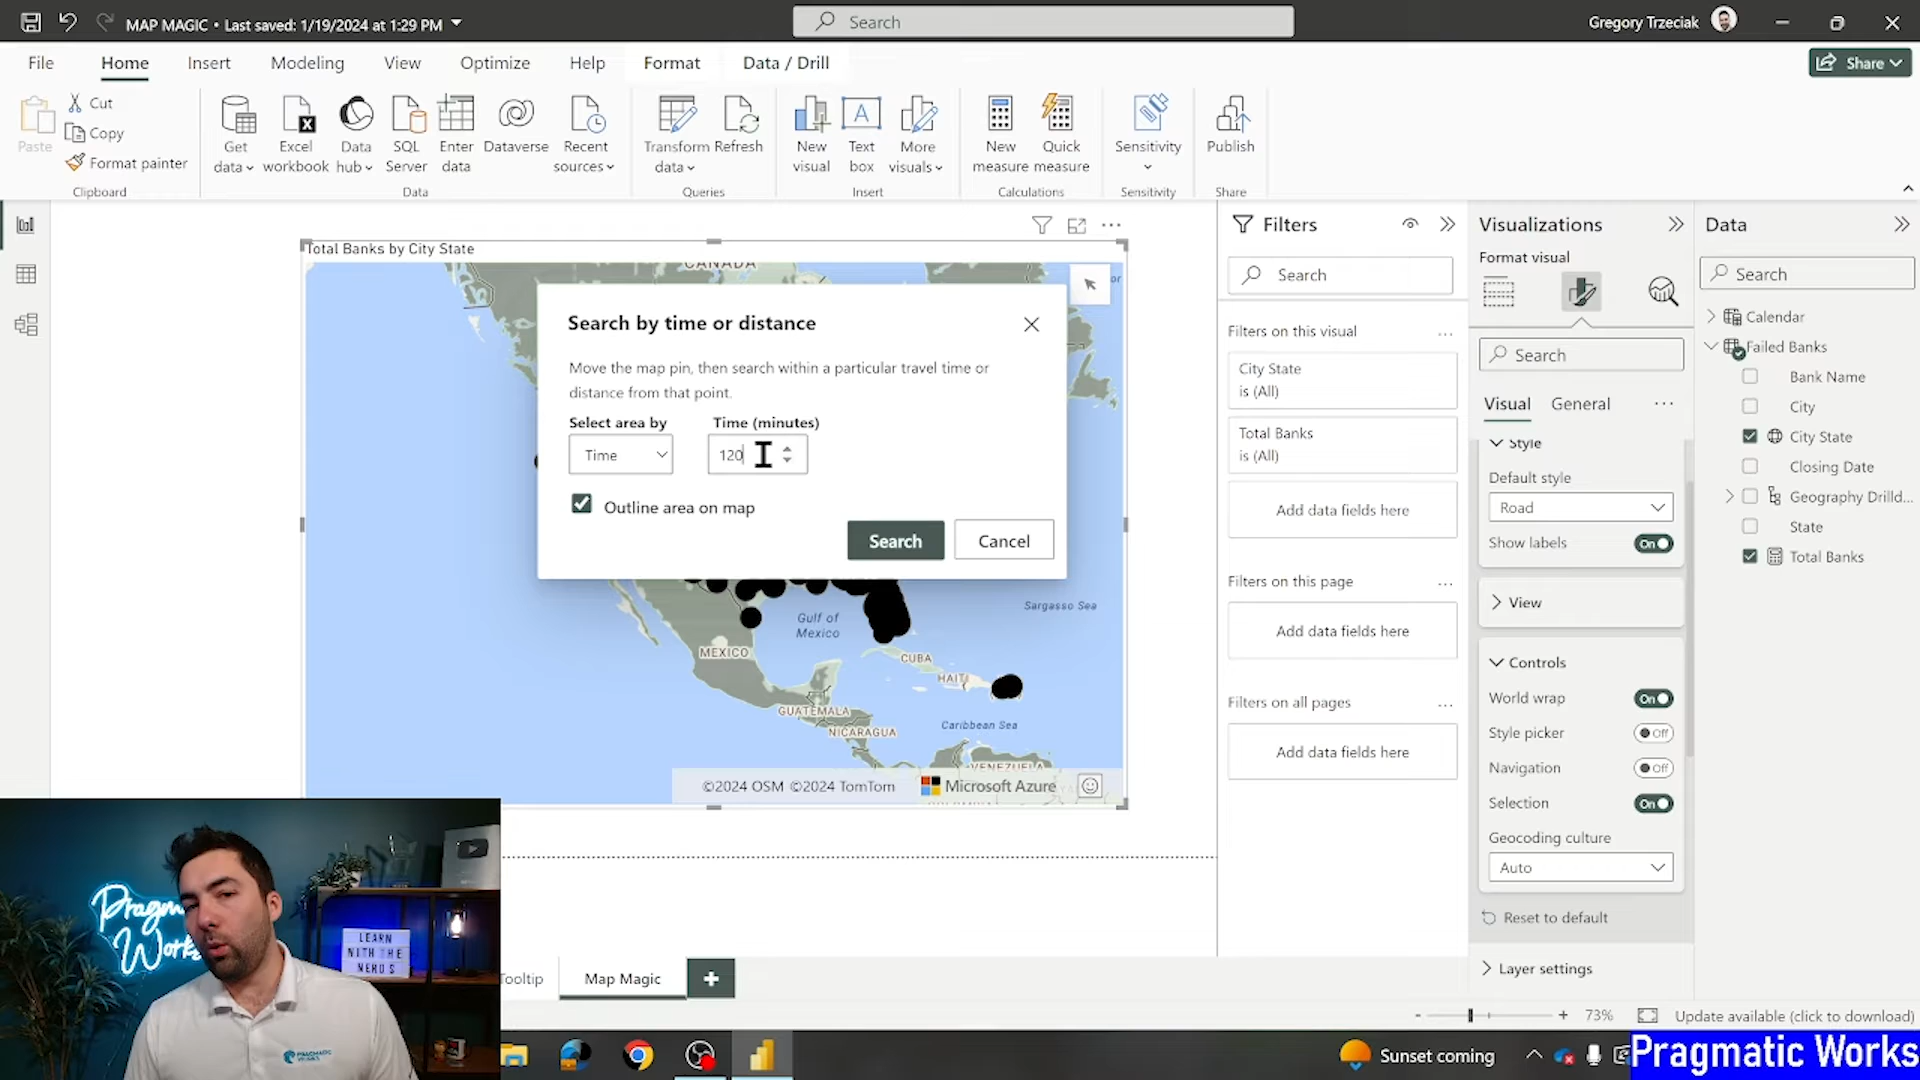 MAP MAGIC • Last saved: 1/19/2024 at 1:29 PM
Search
Gregory Trzeciak
File
Home
Insert
Modeling
View
Optimize
Help
Format
Data / Drill
Share
Paste
Cut
Copy
Format painter
Clipboard
Get data
Excel workbook
Data hub
SQL Server
Enter data
Dataverse
Recent sources
Data
Transform data
Refresh
Queries
New visual
Text box
More visuals
Insert
New measure
Quick measure
Calculations
Sensitivity
Sensitivity
Publish
Share
Total Banks by City State
CANADA
Search by time or distance
Move the map pin, then search within a particular travel time or
distance from that point.
Select area by
Time (minutes)
Time
120
Outline area on map
Search
Cancel
Gulf of
Mexico
Sargasso Sea
MEXICO
CUBA
HAITI
GUATEMALA
NICARAGUA
Caribbean Sea
VENEZUELA
©2024 OSM ©2024 TomTom
Microsoft Azure
Filters
Search
Filters on this visual
City State
is (All)
Total Banks
is (All)
Add data fields here
Filters on this page
Add data fields here
Filters on all pages
Add data fields here
Visualizations
Format visual
Search
Visual
General
Style
Default style
Road
Show labels
On
View
Controls
World wrap
On
Style picker
Off
Navigation
Off
Selection
On
Geocoding culture
Auto
Reset to default
Layer settings
Data
Search
Calendar
Failed Banks
Bank Name
City
City State
Closing Date
Geography Drilld...
State
Total Banks
LEARN
WITH THE
NERDS
PRAGMATIC
WORKS
Tooltip
Map Magic
73%
Update available (click to download)
Sunset coming
Pragmatic Works